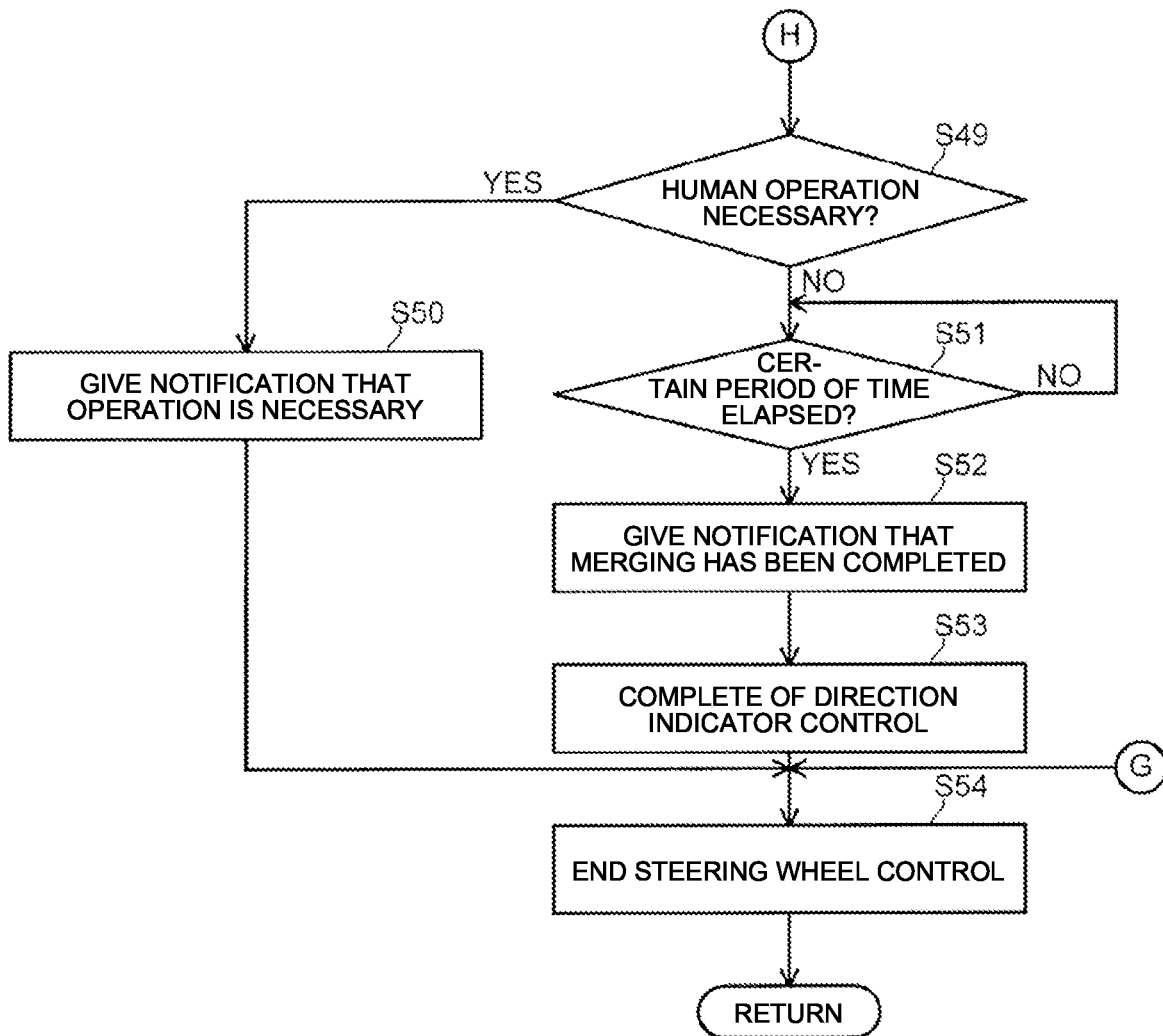 H
S49
HUMAN OPERATION
NECESSARY?
YES
NO
S50
GIVE NOTIFICATION THAT
OPERATION IS NECESSARY
S51
CER-
TAIN PERIOD OF TIME
ELAPSED?
NO
YES
S52
GIVE NOTIFICATION THAT
MERGING HAS BEEN COMPLETED
S53
COMPLETE OF DIRECTION
INDICATOR CONTROL
G
S54
END STEERING WHEEL CONTROL
RETURN